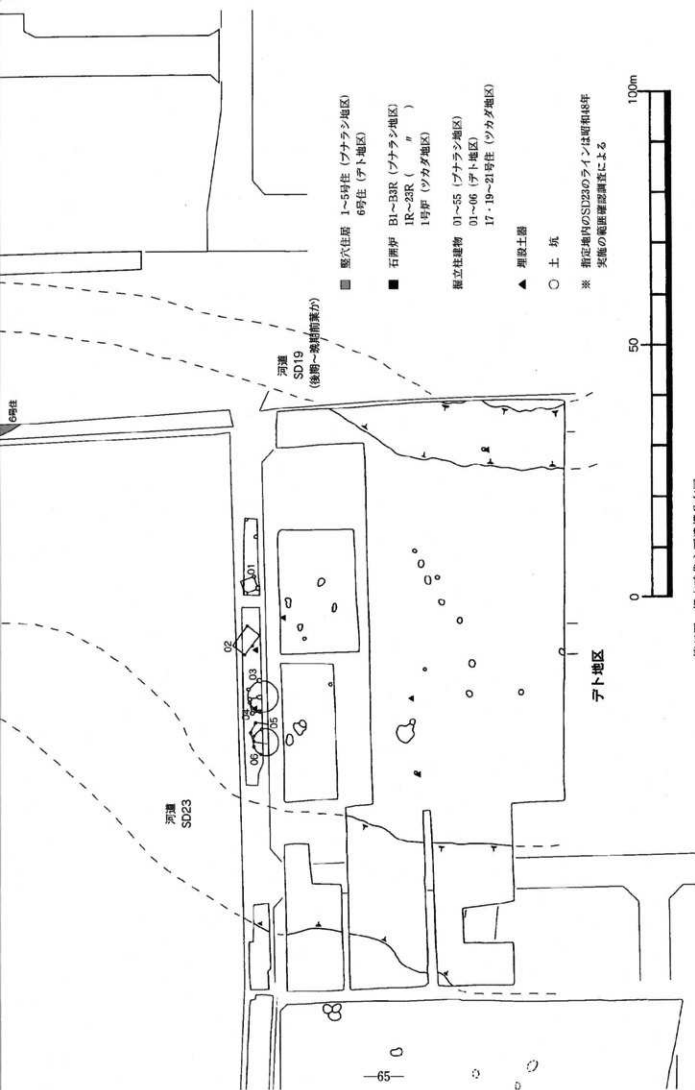 6号住
河道
SD19
(後期～晩期前葉か)
河道
SD23
01
02
03
04
05
06
デト地区
竪穴住居 1～5号住 (ブナラシ地区)
6号住 (デト地区)
石囲炉 B1～B3R (ブナラシ地区)
1R～23R ( 〃 )
1号炉 (ツカダ地区)
掘立柱建物 01～55 (ブナラシ地区)
01～06 (デト地区)
17・19～21号住 (ツカダ地区)
▲ 埋設土器
○ 土 坑
※ 指定地内のSD23のラインは昭和48年
実施の範囲確認調査による
0 50 100m
—65—